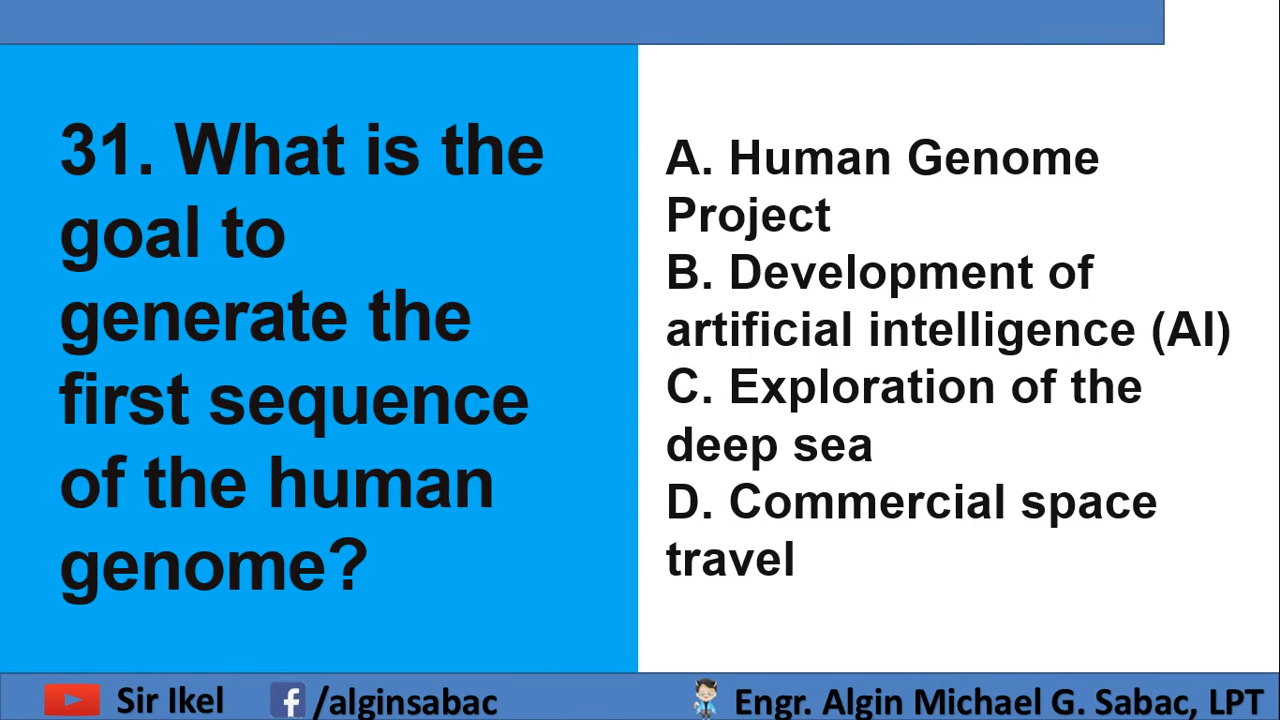 31. What is the
goal to
generate the
first sequence
of the human
genome?
A. Human Genome
Project
B. Development of
artificial intelligence (AI)
C. Exploration of the
deep sea
D. Commercial space
travel
Sir Ikel
f/alginsabac
Engr. Algin Michael G. Sabac, LPT